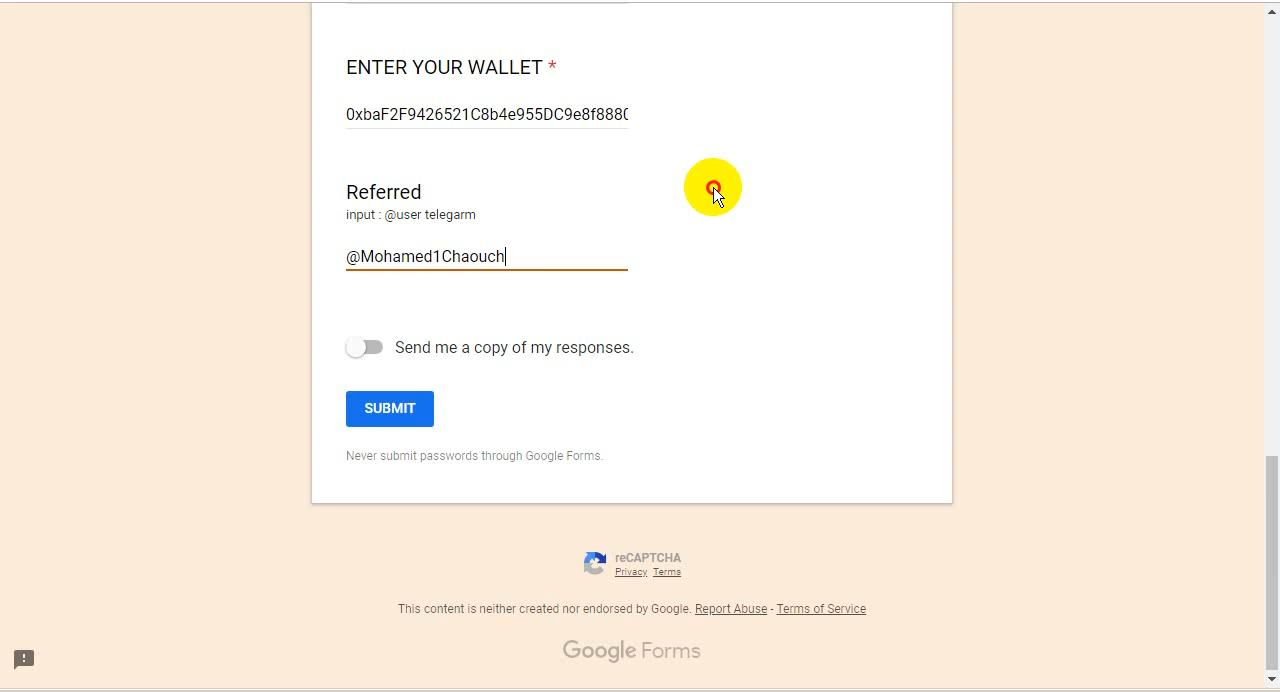 ENTER YOUR WALLET *
0xbaF2F9426521C8b4e955DC9e8f888
Referred
input : @user telegarm
@Mohamed1Chaouch
Send me a copy of my responses.
SUBMIT
Never submit passwords through Google Forms.
reCAPTCHA
Privacy Terms
This content is neither created nor endorsed by Google. Report Abuse - Terms of Service
Google Forms